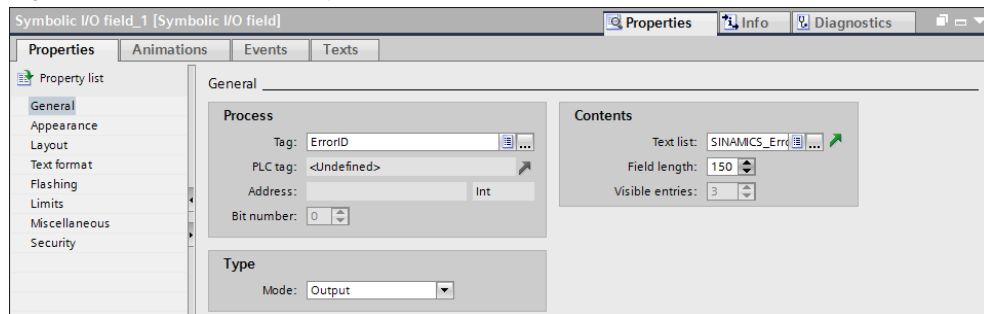 Symbolic I/O field_1 [Symbolic I/O field]
Properties Info Diagnostics
Properties Animations Events Texts
Property list
General
Appearance
Layout
Text format
Flashing
Limits
Miscellaneous
Security
General
Process
Tag: ErrorID ...
PLC tag: <Undefined>
Address: Int
Bit number: 0
Type
Mode: Output
Contents
Text list: SINAMICS_Erro ...
Field length: 150
Visible entries: 3